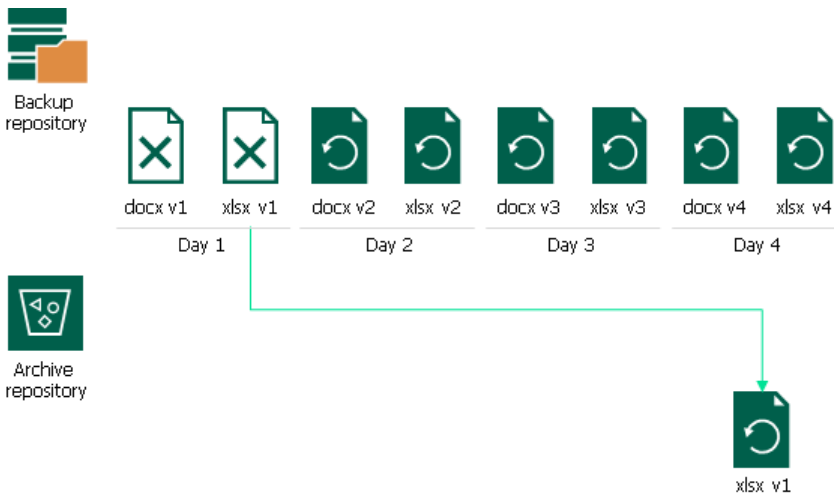 Backup
repository
docx v1 xlsx v1 docx v2 xlsx v2 docx v3 xlsx v3 docx v4 xlsx v4
Day 1 Day 2 Day 3 Day 4
Archive
repository
xlsx v1